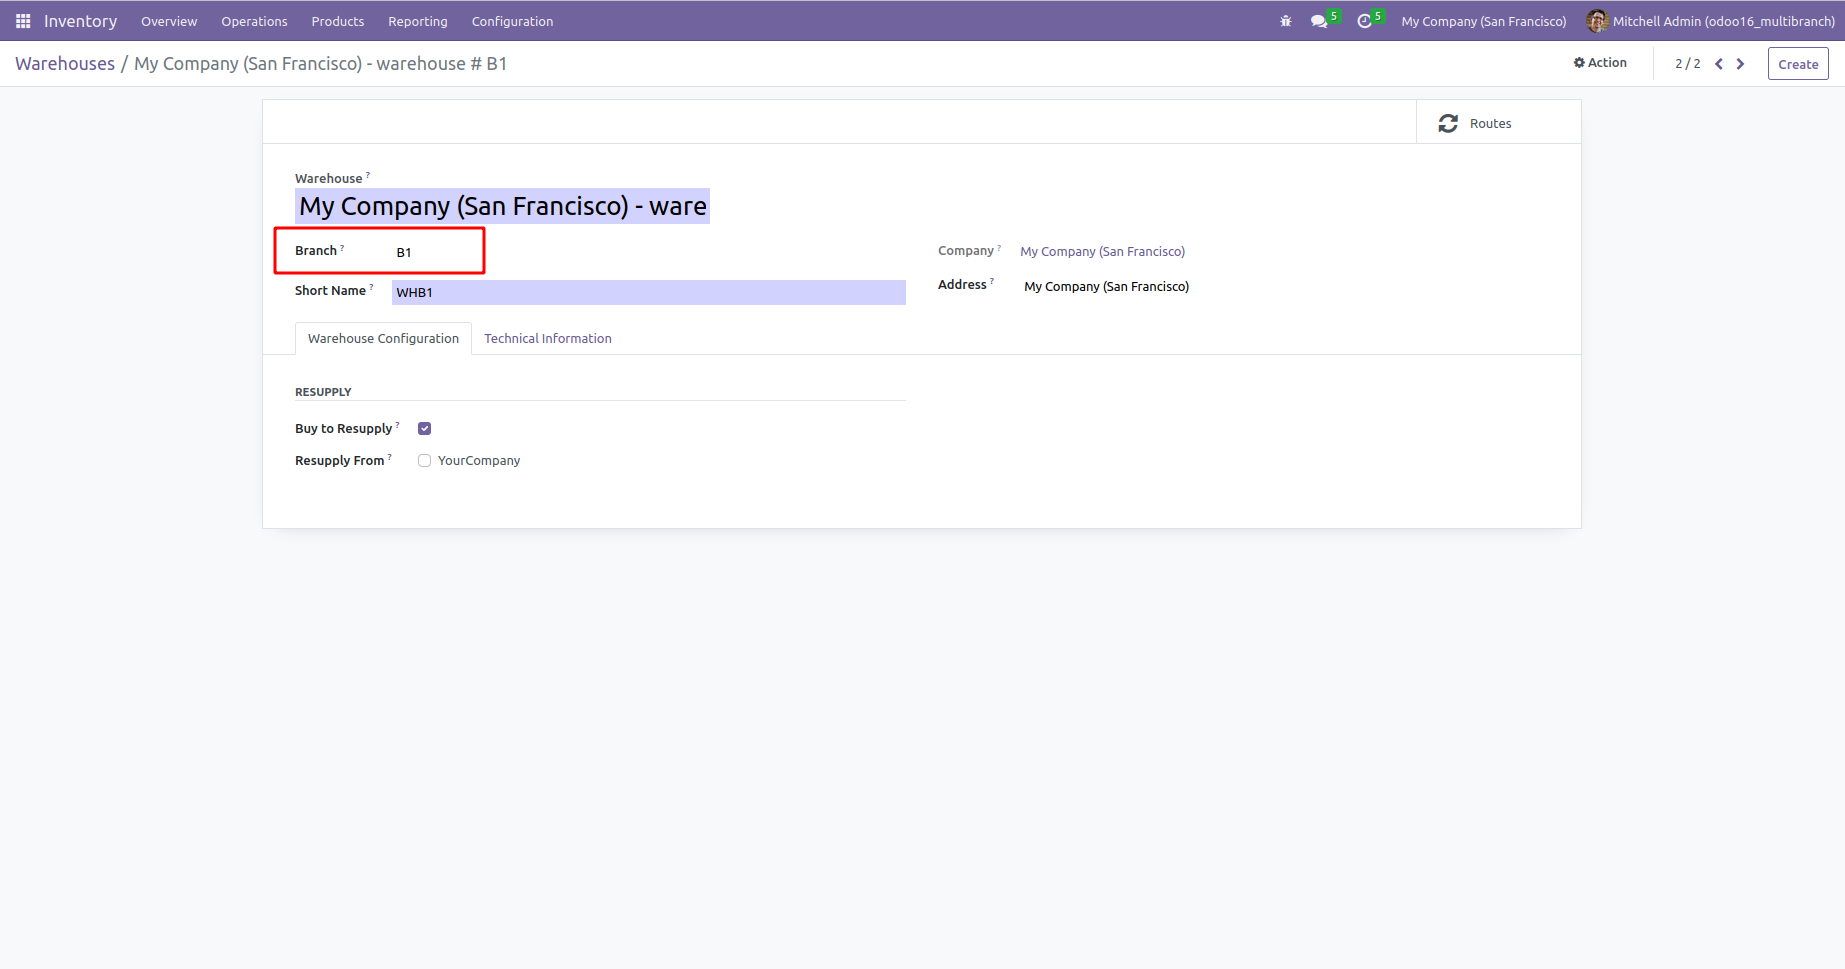 Inventory Overview Operations Products Reporting Configuration 5 5 My Company (San Francisco) Mitchell Admin (odoo16_multibranch)
Warehouses / My Company (San Francisco) - warehouse # B1 Action 2 / 2 Create
Routes
Warehouse ?
My Company (San Francisco) - ware
Branch ? B1 Company ? My Company (San Francisco)
Short Name ? WHB1 Address ? My Company (San Francisco)
Warehouse Configuration Technical Information
RESUPPLY
Buy to Resupply ?
Resupply From ? YourCompany